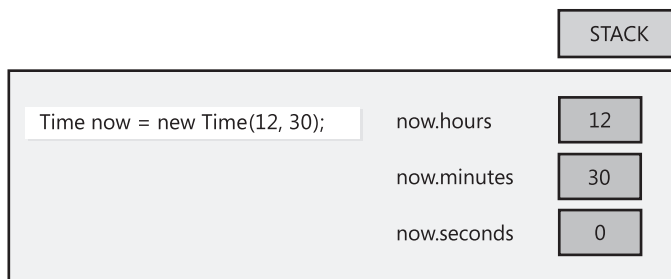 STACK
Time now = new Time(12, 30);
now.hours 12
now.minutes 30
now.seconds 0